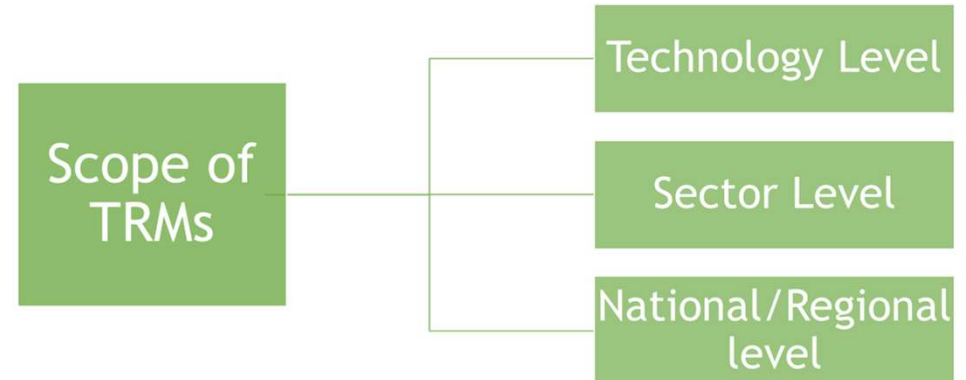 Scope of
TRMs
Technology Level
Sector Level
National/Regional
level